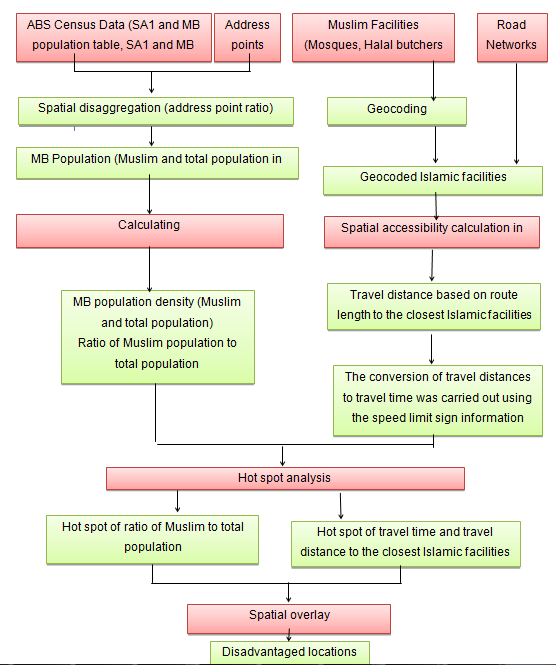 ABS Census Data (SA1 and MB
population table, SA1 and MB
Address
points
Muslim Facilities
(Mosques, Halal butchers
Road
Networks
Spatial disaggregation (address point ratio)
Geocoding
MB Population (Muslim and total population in
Geocoded Islamic facilities
Calculating
Spatial accessibility calculation in
MB population density (Muslim
and total population)
Ratio of Muslim population to
total population
Travel distance based on route
length to the closest Islamic facilities
The conversion of travel distances
to travel time was carried out using
the speed limit sign information
Hot spot analysis
Hot spot of ratio of Muslim to total
population
Hot spot of travel time and travel
distance to the closest Islamic facilities
Spatial overlay
Disadvantaged locations